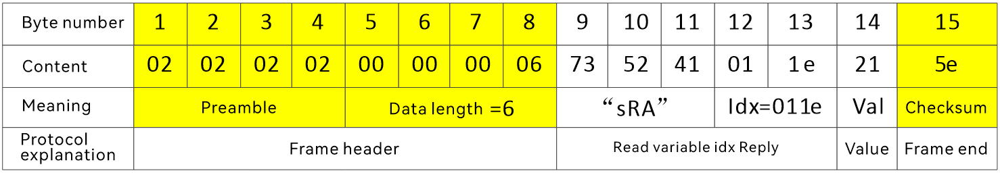 Byte number 1 2 3 4 5 6 7 8 9 10 11 12 13 14 15
Content 02 02 02 02 00 00 00 06 73 52 41 01 1e 21 5e
Meaning Preamble Data length =6 “sRA” Idx=011e Val Checksum
Protocol
explanation Frame header Read variable idx Reply Value Frame end